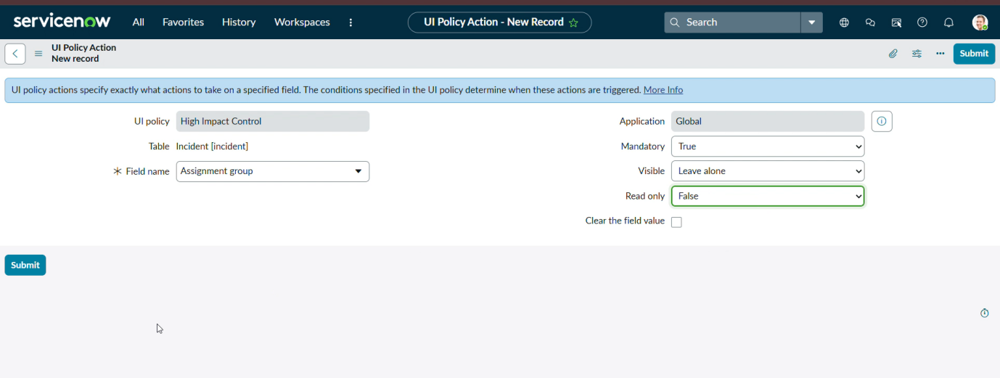 servicenow All Favorites History Workspaces UI Policy Action - New Record Search
UI Policy Action
New record
Submit
UI policy actions specify exactly what actions to take on a specified field. The conditions specified in the UI policy determine when these actions are triggered. More Info
UI policy High Impact Control
Table Incident [incident]
Field name Assignment group
Application Global
Mandatory True
Visible Leave alone
Read only False
Clear the field value
Submit